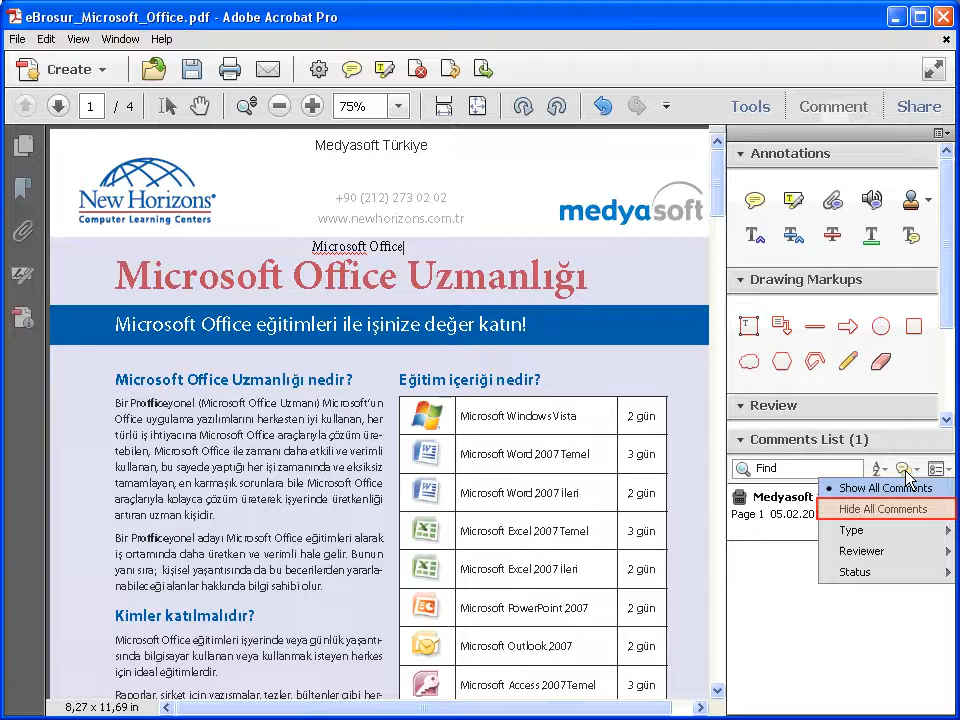 eBrosur_Microsoft_Office.pdf - Adobe Acrobat Pro
File Edit View Window Help
Create
1 / 4
75%
Tools Comment Share
Medyasoft Türkiye
New Horizons
Computer Learning Centers
+90 (212) 273 02 02
www.newhorizons.com.tr
medyasoft
Microsoft Office
Microsoft Office Uzmanlığı
Microsoft Office eğitimleri ile işinize değer katın!
Microsoft Office Uzmanlığı nedir?
Bir Profficeyonel (Microsoft Office Uzmanı) Microsoft'un
Office uygulama yazılımlarını herkesten iyi kullanan, her
türlü iş ihtiyacına Microsoft Office araçlarıyla çözüm üre-
tebilen, Microsoft Office ile zamanı daha etkili ve verimli
kullanan, bu sayede yaptığı her işi zamanında ve eksiksiz
tamamlayan, en karmaşık sorunlara bile Microsoft Office
araçlarıyla kolayca çözüm üreterek işyerinde üretkenliği
artıran uzman kişidir.
Bir Profficeyonel adayı Microsoft Office eğitimleri alarak
iş ortamında daha üretken ve verimli hale gelir. Bunun
yanı sıra; kişisel yaşantısında da bu becerilerden yararla-
nabileceği alanlar hakkında bilgi sahibi olur.
Kimler katılmalıdır?
Microsoft Office eğitimleri işyerinde veya günlük yaşantı-
sında bilgisayar kullanan veya kullanmak isteyen herkes
için ideal eğitimlerdir.
Raporlar, şirket için yazışmalar, tezler, bültenler gibi her-
Eğitim içeriği nedir?
Microsoft Windows Vista 2 gün
Microsoft Word 2007 Temel 3 gün
Microsoft Word 2007 İleri 2 gün
Microsoft Excel 2007 Temel 3 gün
Microsoft Excel 2007 İleri 2 gün
Microsoft PowerPoint 2007 2 gün
Microsoft Outlook 2007 2 gün
Microsoft Access 2007 Temel 3 gün
8,27 x 11,69 in
Annotations
Drawing Markups
Review
Comments List (1)
Find
Medyasoft
Page 1 05.02.20
Show All Comments
Hide All Comments
Type
Reviewer
Status